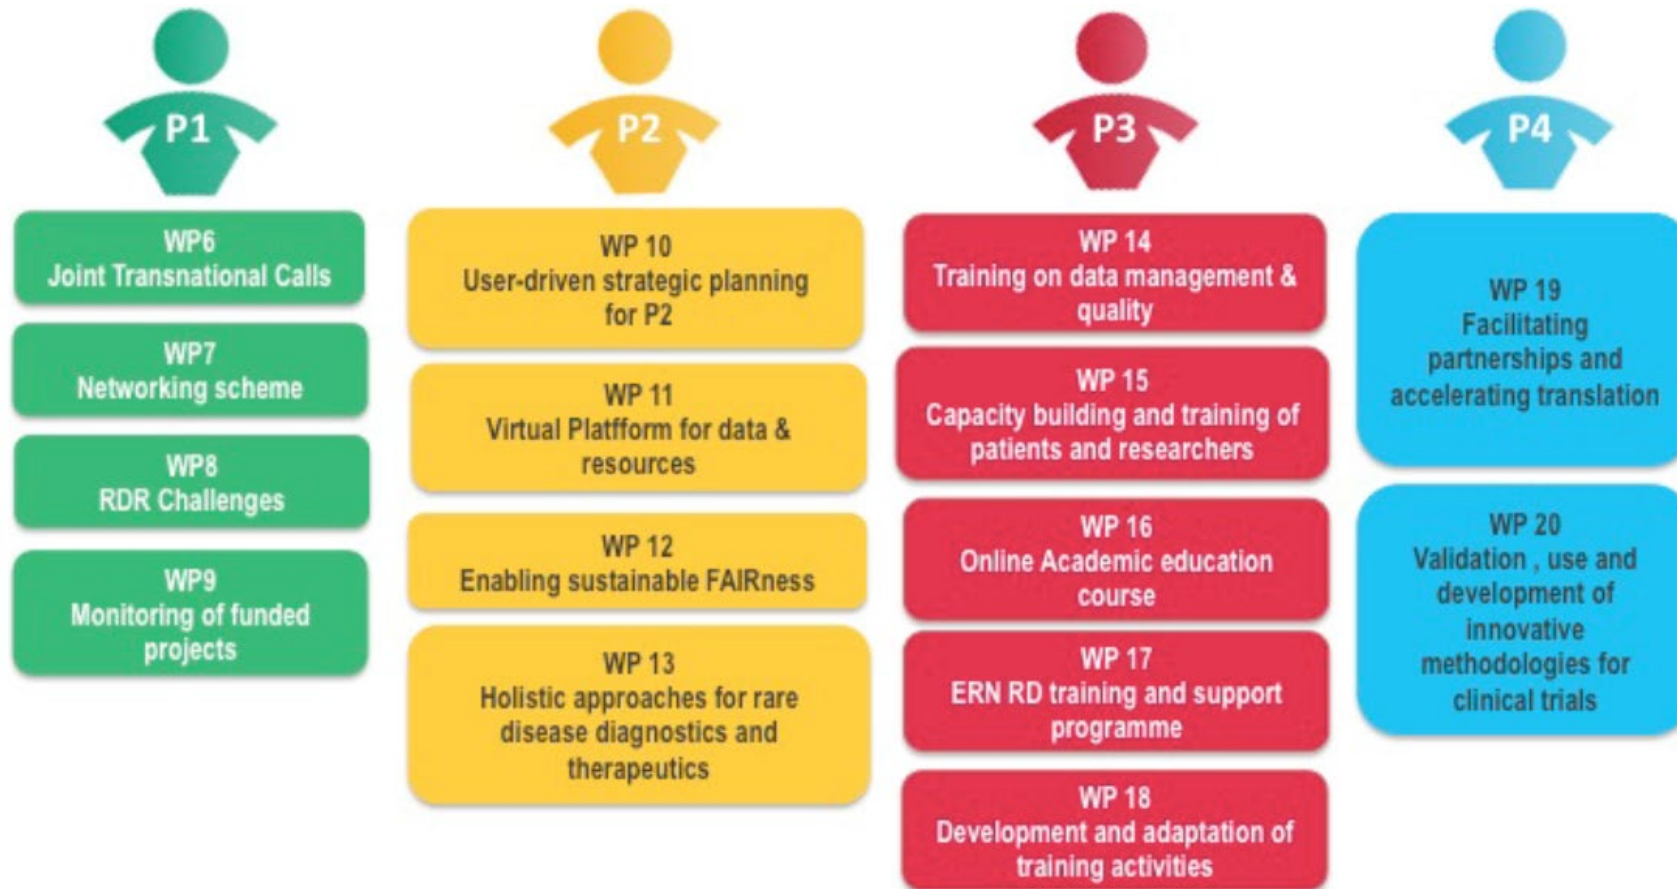 P1
WP6
Joint Transnational Calls
WP7
Networking scheme
WP8
RDR Challenges
WP9
Monitoring of funded
projects
P2
WP 10
User-driven strategic planning
for P2
WP 11
Virtual Platfform for data &
resources
WP 12
Enabling sustainable FAIRness
WP 13
Holistic approaches for rare
disease diagnostics and
therapeutics
P3
WP 14
Training on data management &
quality
WP 15
Capacity building and training of
patients and researchers
WP 16
Online Academic education
course
WP 17
ERN RD training and support
programme
WP 18
Development and adaptation of
training activities
P4
WP 19
Facilitating
partnerships and
accelerating translation
WP 20
Validation , use and
development of
innovative
methodologies for
clinical trials